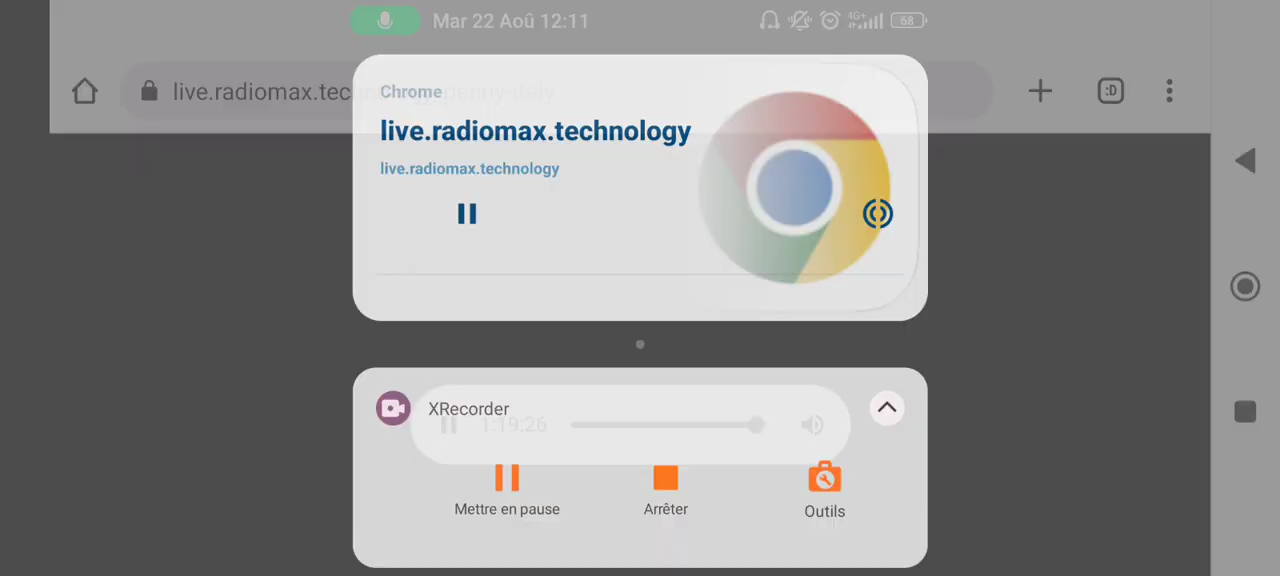 Mar 22 Aoû 12:11
4G+
68
live.radiomax.tec
:D
Chrome
live.radiomax.technology
live.radiomax.technology
XRecorder
1:19:26
Mettre en pause
Arrêter
Outils